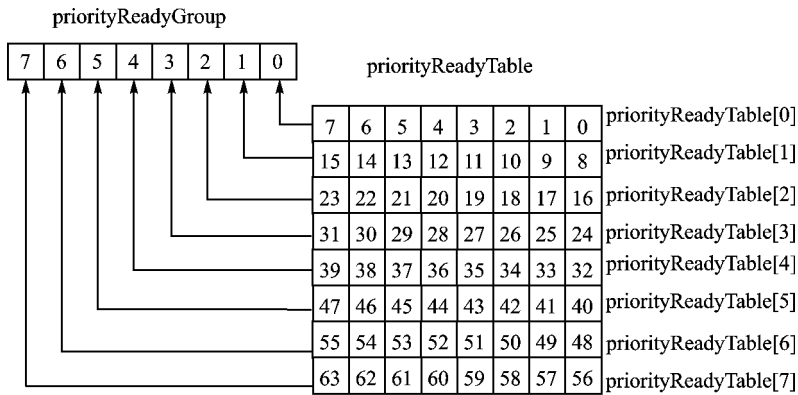 priorityReadyGroup
7 6 5 4 3 2 1 0
priorityReadyTable
7 6 5 4 3 2 1 0 priorityReadyTable[0]
15 14 13 12 11 10 9 8 priorityReadyTable[1]
23 22 21 20 19 18 17 16 priorityReadyTable[2]
31 30 29 28 27 26 25 24 priorityReadyTable[3]
39 38 37 36 35 34 33 32 priorityReadyTable[4]
47 46 45 44 43 42 41 40 priorityReadyTable[5]
55 54 53 52 51 50 49 48 priorityReadyTable[6]
63 62 61 60 59 58 57 56 priorityReadyTable[7]